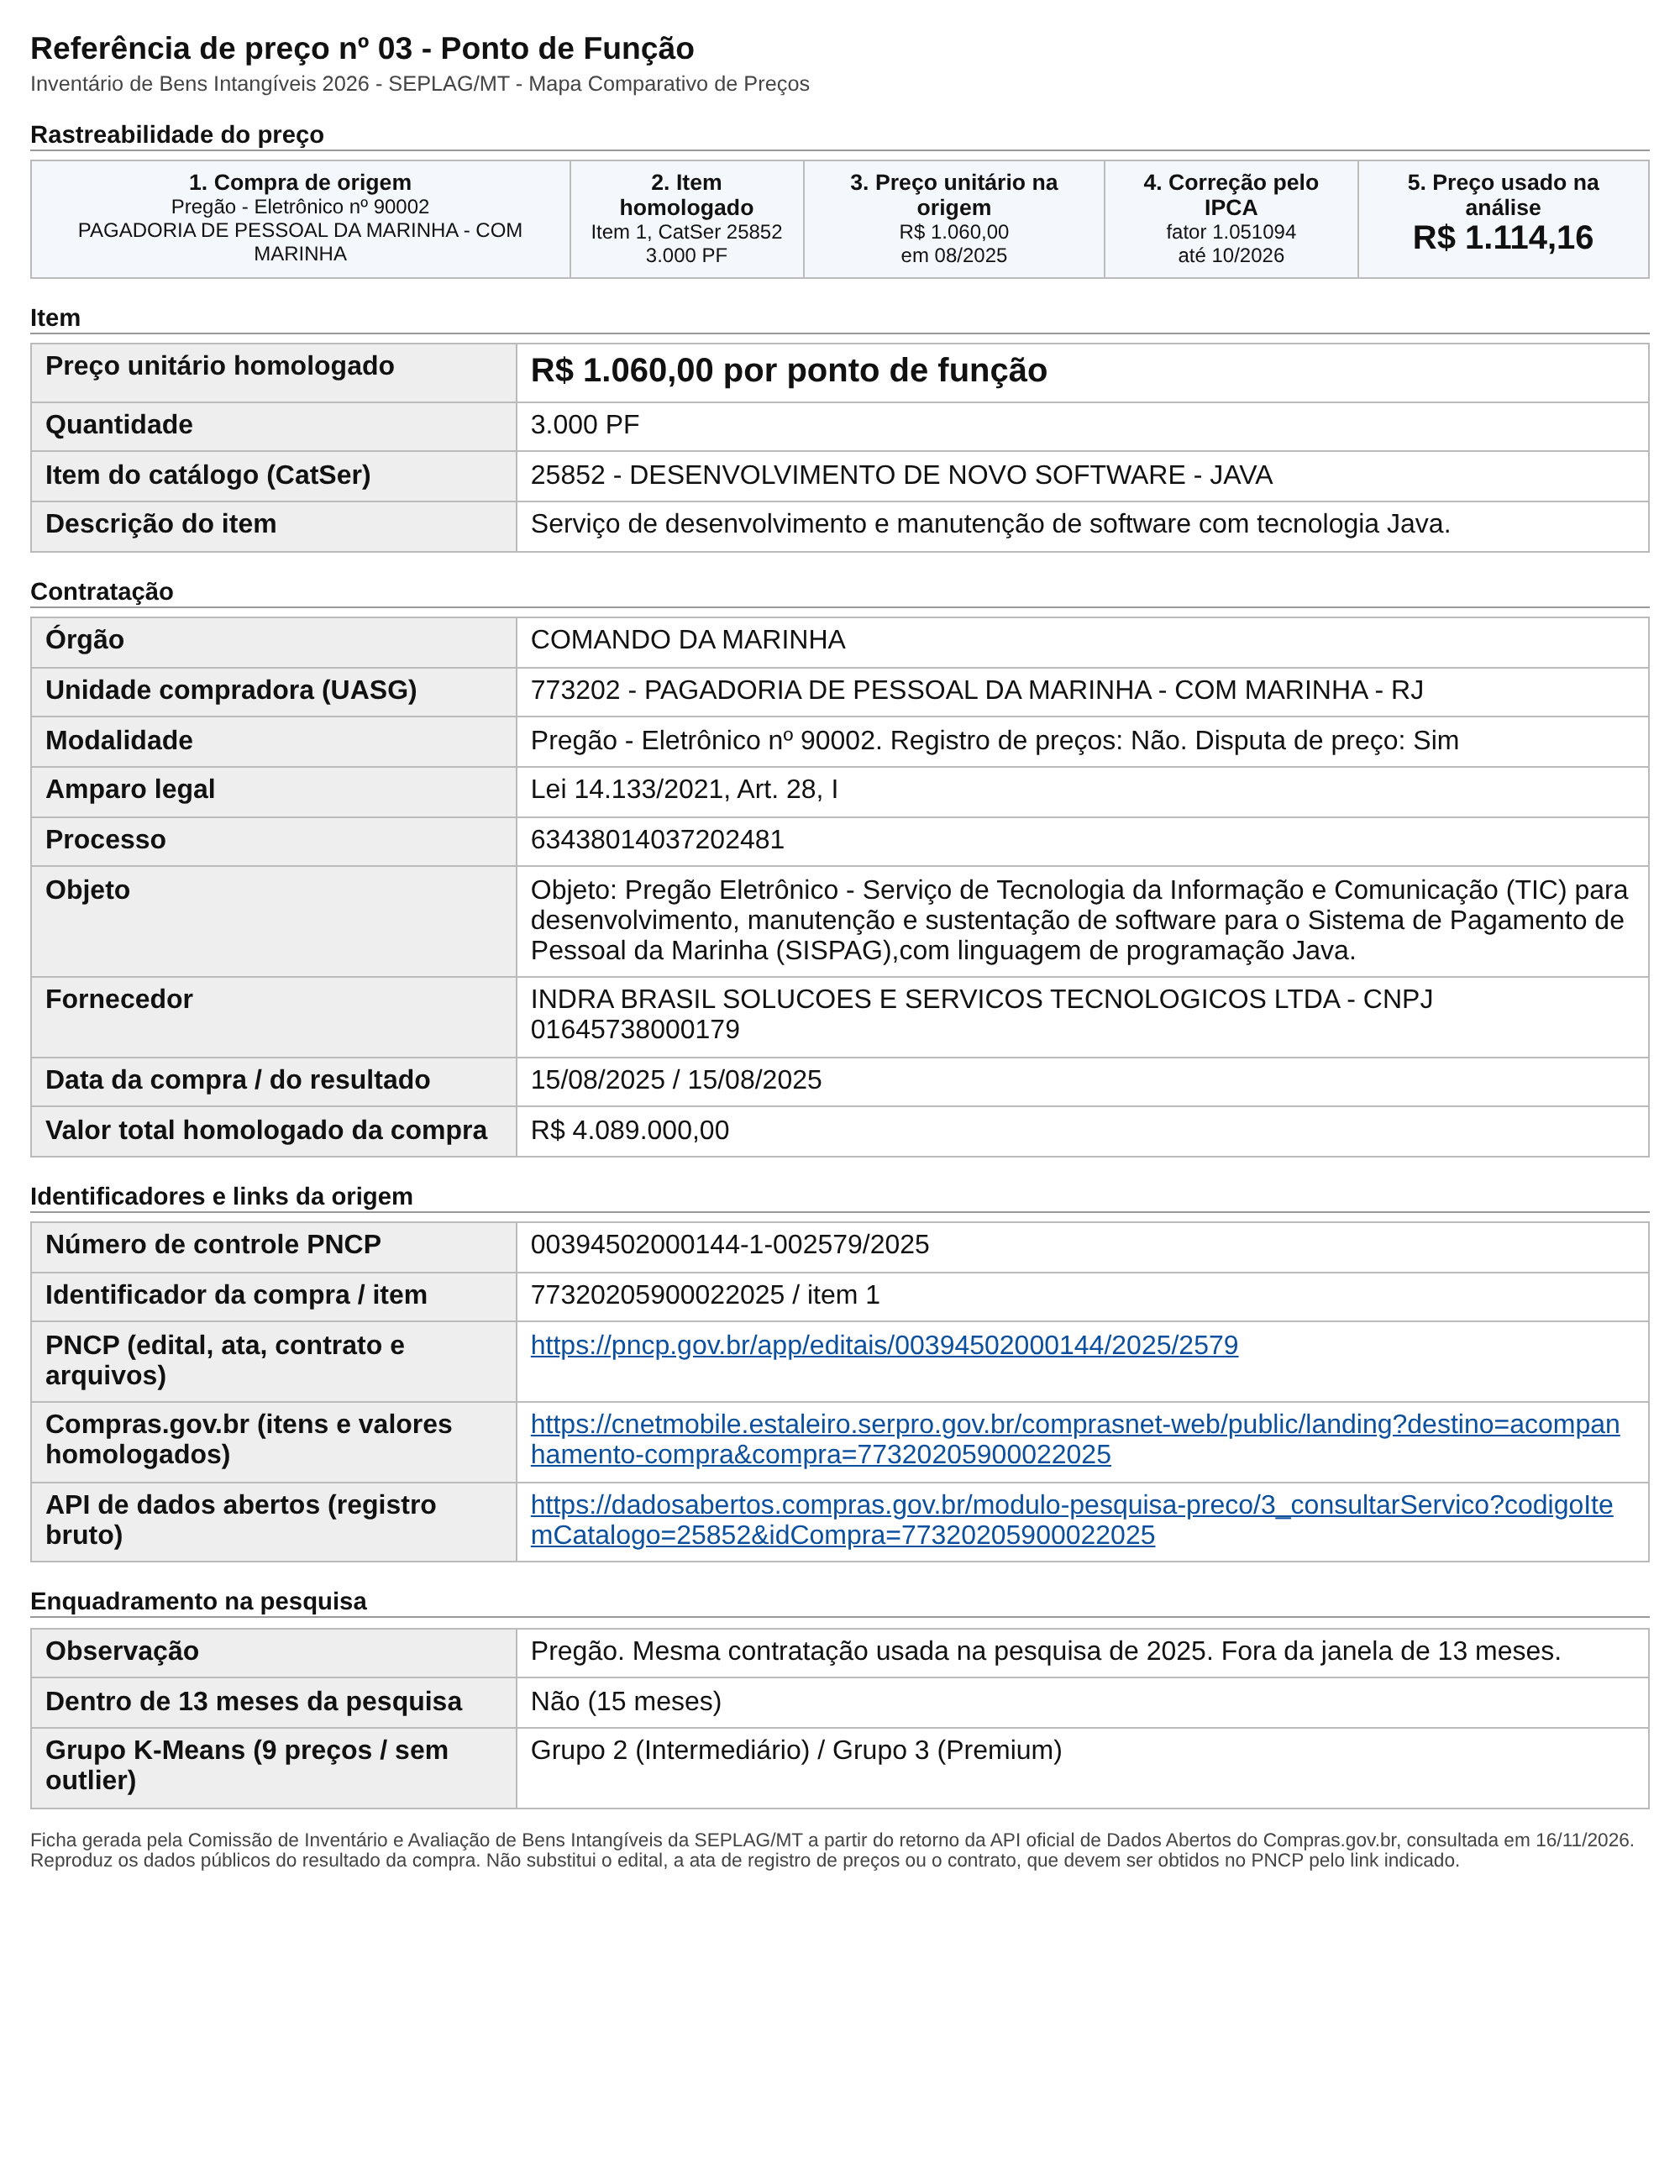 Referência de preço nº 03 - Ponto de Função
Inventário de Bens Intangíveis 2026 - SEPLAG/MT - Mapa Comparativo de Preços
Rastreabilidade do preço
1. Compra de origem
Pregão - Eletrônico nº 90002
PAGADORIA DE PESSOAL DA MARINHA - COM
MARINHA
2. Item
homologado
Item 1, CatSer 25852
3.000 PF
3. Preço unitário na
origem
R$ 1.060,00
em 08/2025
4. Correção pelo
IPCA
fator 1.051094
até 10/2026
5. Preço usado na
análise
R$ 1.114,16
Item
Preço unitário homologado
R$ 1.060,00 por ponto de função
Quantidade
3.000 PF
Item do catálogo (CatSer)
25852 - DESENVOLVIMENTO DE NOVO SOFTWARE - JAVA
Descrição do item
Serviço de desenvolvimento e manutenção de software com tecnologia Java.
Contratação
Órgão
COMANDO DA MARINHA
Unidade compradora (UASG)
773202 - PAGADORIA DE PESSOAL DA MARINHA - COM MARINHA - RJ
Modalidade
Pregão - Eletrônico nº 90002. Registro de preços: Não. Disputa de preço: Sim
Amparo legal
Lei 14.133/2021, Art. 28, I
Processo
63438014037202481
Objeto
Objeto: Pregão Eletrônico - Serviço de Tecnologia da Informação e Comunicação (TIC) para
desenvolvimento, manutenção e sustentação de software para o Sistema de Pagamento de
Pessoal da Marinha (SISPAG),com linguagem de programação Java.
Fornecedor
INDRA BRASIL SOLUCOES E SERVICOS TECNOLOGICOS LTDA - CNPJ
01645738000179
Data da compra / do resultado
15/08/2025 / 15/08/2025
Valor total homologado da compra
R$ 4.089.000,00
Identificadores e links da origem
Número de controle PNCP
00394502000144-1-002579/2025
Identificador da compra / item
77320205900022025 / item 1
PNCP (edital, ata, contrato e
arquivos)
https://pncp.gov.br/app/editais/00394502000144/2025/2579
Compras.gov.br (itens e valores
homologados)
https://cnetmobile.estaleiro.serpro.gov.br/comprasnet-web/public/landing?destino=acompan
hamento-compra&compra=77320205900022025
API de dados abertos (registro
bruto)
https://dadosabertos.compras.gov.br/modulo-pesquisa-preco/3_consultarServico?codigoIte
mCatalogo=25852&idCompra=77320205900022025
Enquadramento na pesquisa
Observação
Pregão. Mesma contratação usada na pesquisa de 2025. Fora da janela de 13 meses.
Dentro de 13 meses da pesquisa
Não (15 meses)
Grupo K-Means (9 preços / sem
outlier)
Grupo 2 (Intermediário) / Grupo 3 (Premium)
Ficha gerada pela Comissão de Inventário e Avaliação de Bens Intangíveis da SEPLAG/MT a partir do retorno da API oficial de Dados Abertos do Compras.gov.br, consultada em 16/11/2026.
Reproduz os dados públicos do resultado da compra. Não substitui o edital, a ata de registro de preços ou o contrato, que devem ser obtidos no PNCP pelo link indicado.